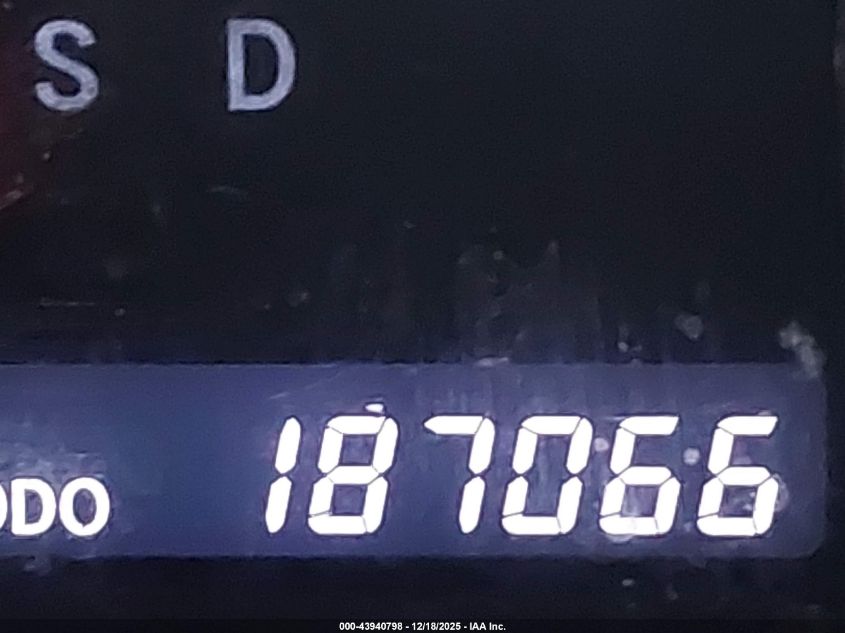 S D
ODO 187066
000-43940798 - 12/18/2025 - IAA Inc.